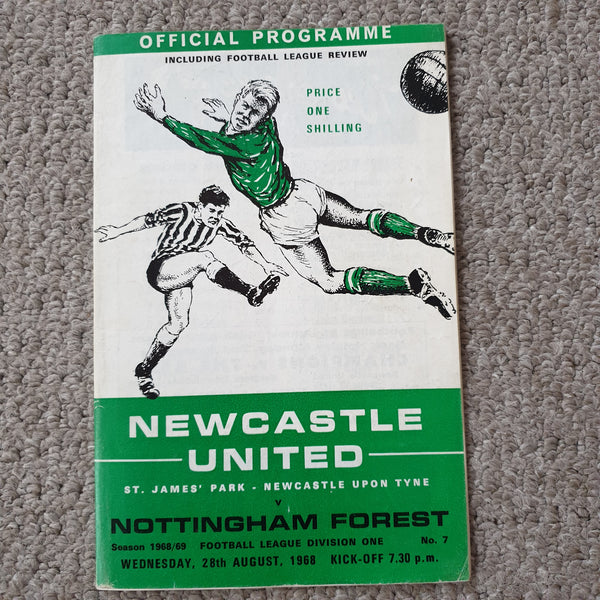 OFFICIAL PROGRAMME
INCLUDING FOOTBALL LEAGUE REVIEW
PRICE
ONE
SHILLING
NEWCASTLE
UNITED
ST. JAMES' PARK - NEWCASTLE UPON TYNE
v
NOTTINGHAM FOREST
Season 1968/69 FOOTBALL LEAGUE DIVISION ONE No. 7
WEDNESDAY, 28th AUGUST, 1968 KICK-OFF 7.30 p.m.